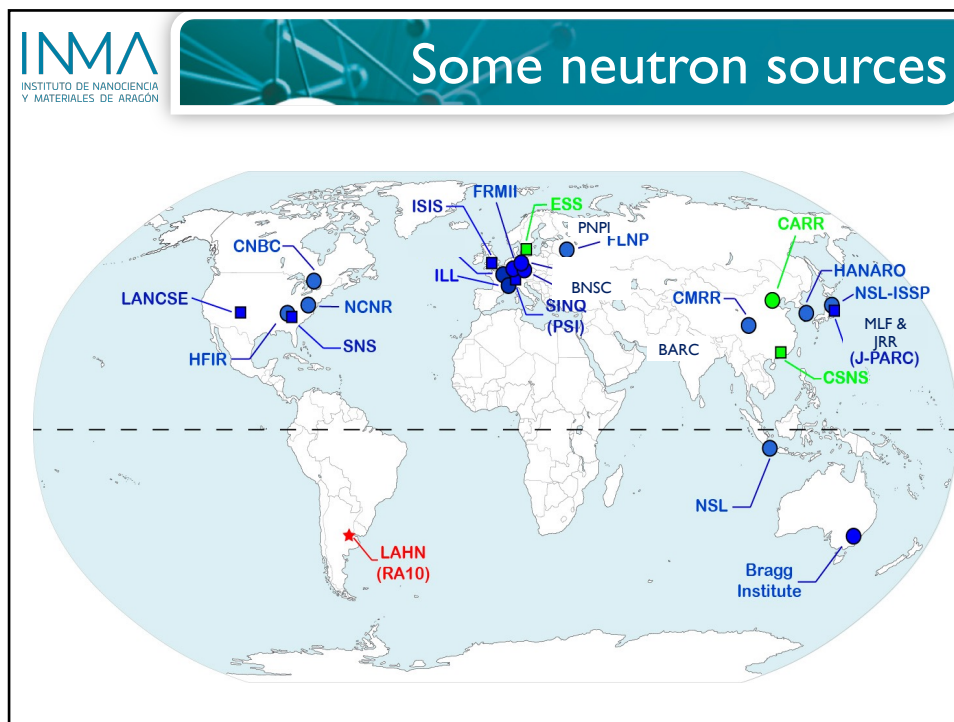 INMA
INSTITUTO DE NANOCIENCIA
Y MATERIALES DE ARAGÓN
Some neutron sources
FRMII
ISIS
ESS
PNPI
FLNP
CARR
CNBC
HANARO
ILL
BNSC
LANCSE
NCNR
SINQ
(PSI)
CMRR
NSL-ISSP
MLF &
JRR
(J-PARC)
HFIR
SNS
BARC
CSNS
NSL
LAHN
(RA10)
Bragg
Institute